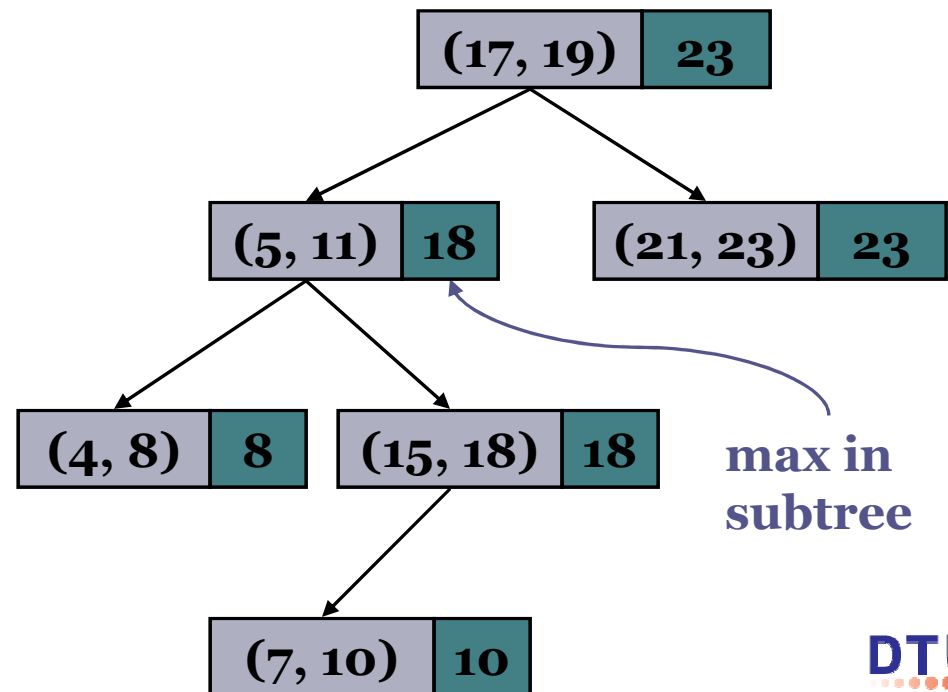 (17, 19) 23
(5, 11) 18
(21, 23) 23
(4, 8) 8
(15, 18) 18
max in
subtree
(7, 10) 10